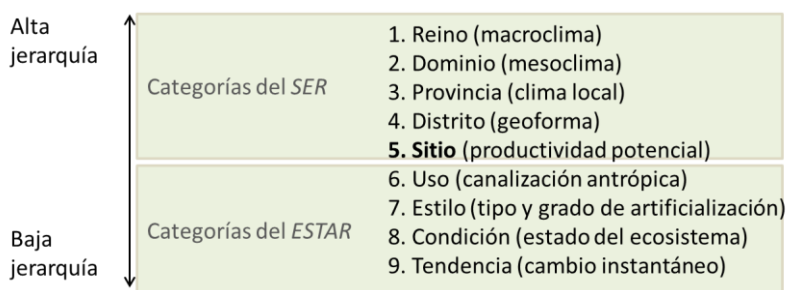 Alta
jerarquía
Categorías del SER
1. Reino (macroclima)
2. Dominio (mesoclima)
3. Provincia (clima local)
4. Distrito (geoforma)
5. Sitio (productividad potencial)
Categorías del ESTAR
6. Uso (canalización antrópica)
7. Estilo (tipo y grado de artificialización)
8. Condición (estado del ecosistema)
9. Tendencia (cambio instantáneo)
Baja
jerarquía